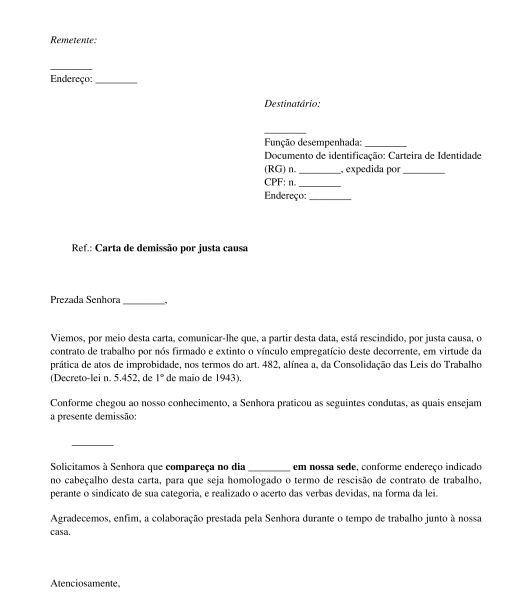 Remetente:
________
Endereço: ________
Destinatário:
________
Função desempenhada: ________
Documento de identificação: Carteira de Identidade
(RG) n. ________, expedida por ________
CPF: n. ________
Endereço: ________
Ref.: Carta de demissão por justa causa
Prezada Senhora ________,
Viemos, por meio desta carta, comunicar-lhe que, a partir desta data, está rescindido, por justa causa, o
contrato de trabalho por nós firmado e extinto o vínculo empregatício deste decorrente, em virtude da
prática de atos de improbidade, nos termos do art. 482, alínea a, da Consolidação das Leis do Trabalho
(Decreto-lei n. 5.452, de 1º de maio de 1943).
Conforme chegou ao nosso conhecimento, a Senhora praticou as seguintes condutas, as quais ensejam
a presente demissão:
________
Solicitamos à Senhora que compareça no dia ________ em nossa sede, conforme endereço indicado
no cabeçalho desta carta, para que seja homologado o termo de rescisão de contrato de trabalho,
perante o sindicato de sua categoria, e realizado o acerto das verbas devidas, na forma da lei.
Agradecemos, enfim, a colaboração prestada pela Senhora durante o tempo de trabalho junto à nossa
casa.
Atenciosamente,